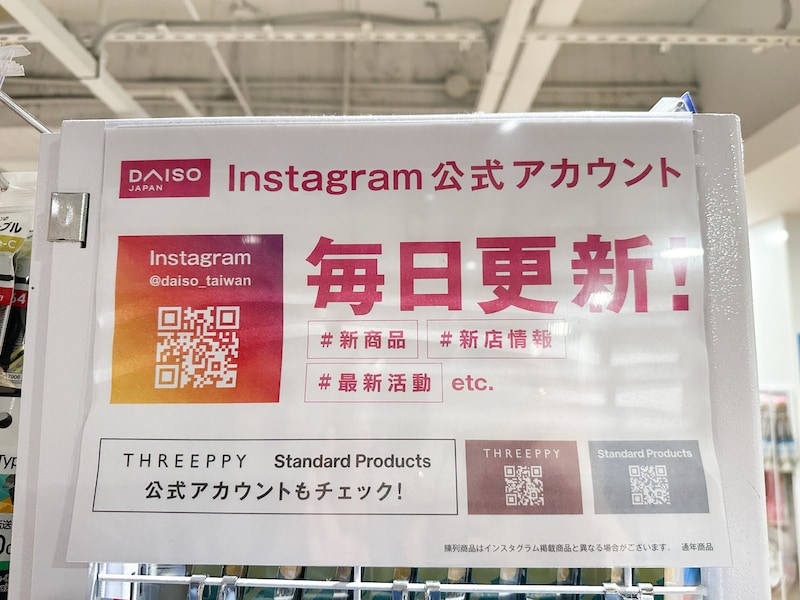 DAISO
JAPAN
Instagram 公式アカウント
Instagram
@daiso_taiwan
毎日更新!
#新商品 #新店情報
#最新活動 etc.
THREEPPY Standard Products
公式アカウントもチェック!
THREEPPY
Standard Products
陳列商品はインスタグラム掲載商品と異なる場合がございます。 通年商品